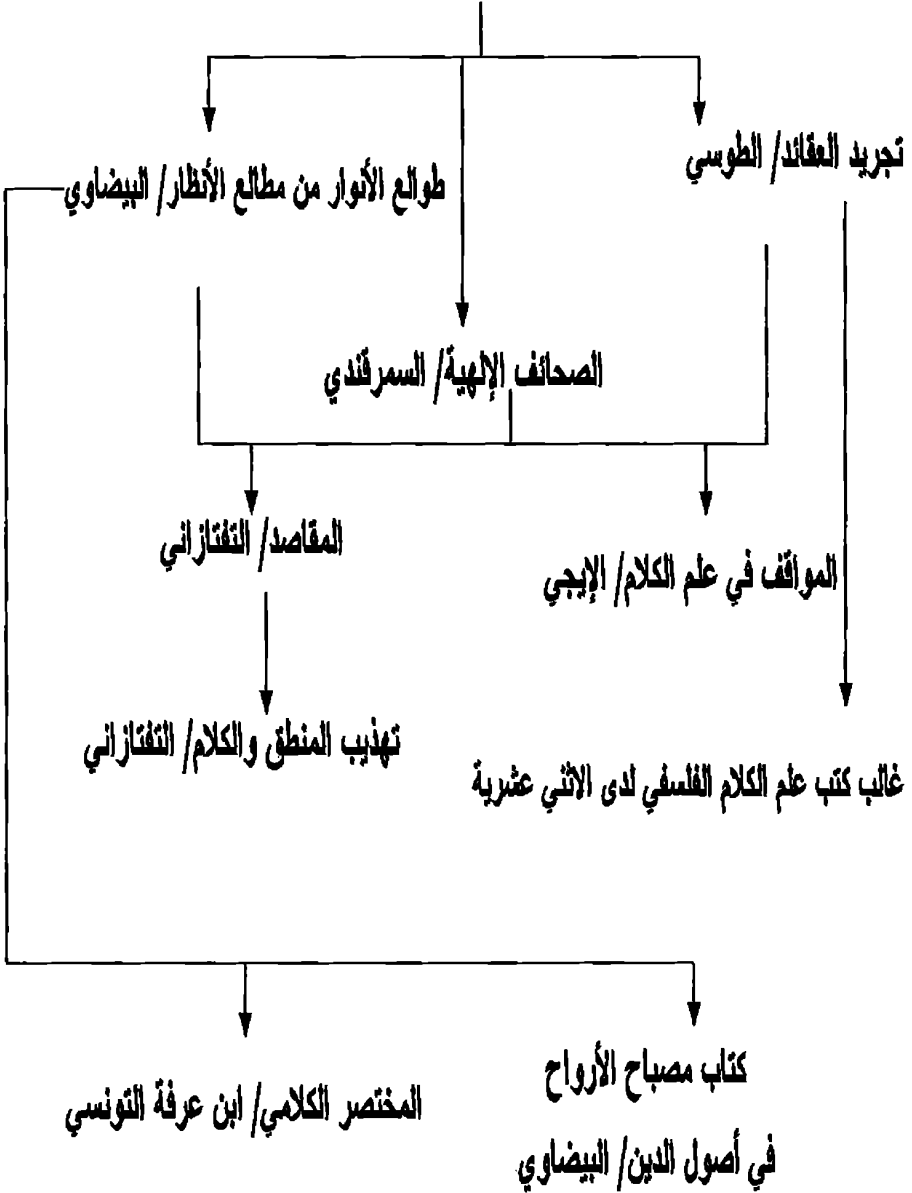 تجريد العقائد/ الطوسي
طوالع الأنوار من مطالع الأنظار/ البيضاوي
الصحائف الإلهية/ السمرقندي
المقاصد/ التفتازاني
المواقف في علم الكلام/ الإيجي
تهذيب المنطق والكلام/ التفتازاني
غالب كتب علم الكلام الفلسفي لدى الاثني عشرية
كتاب مصباح الأرواح
في أصول الدين/ البيضاوي
المختصر الكلامي/ ابن عرفة التونسي